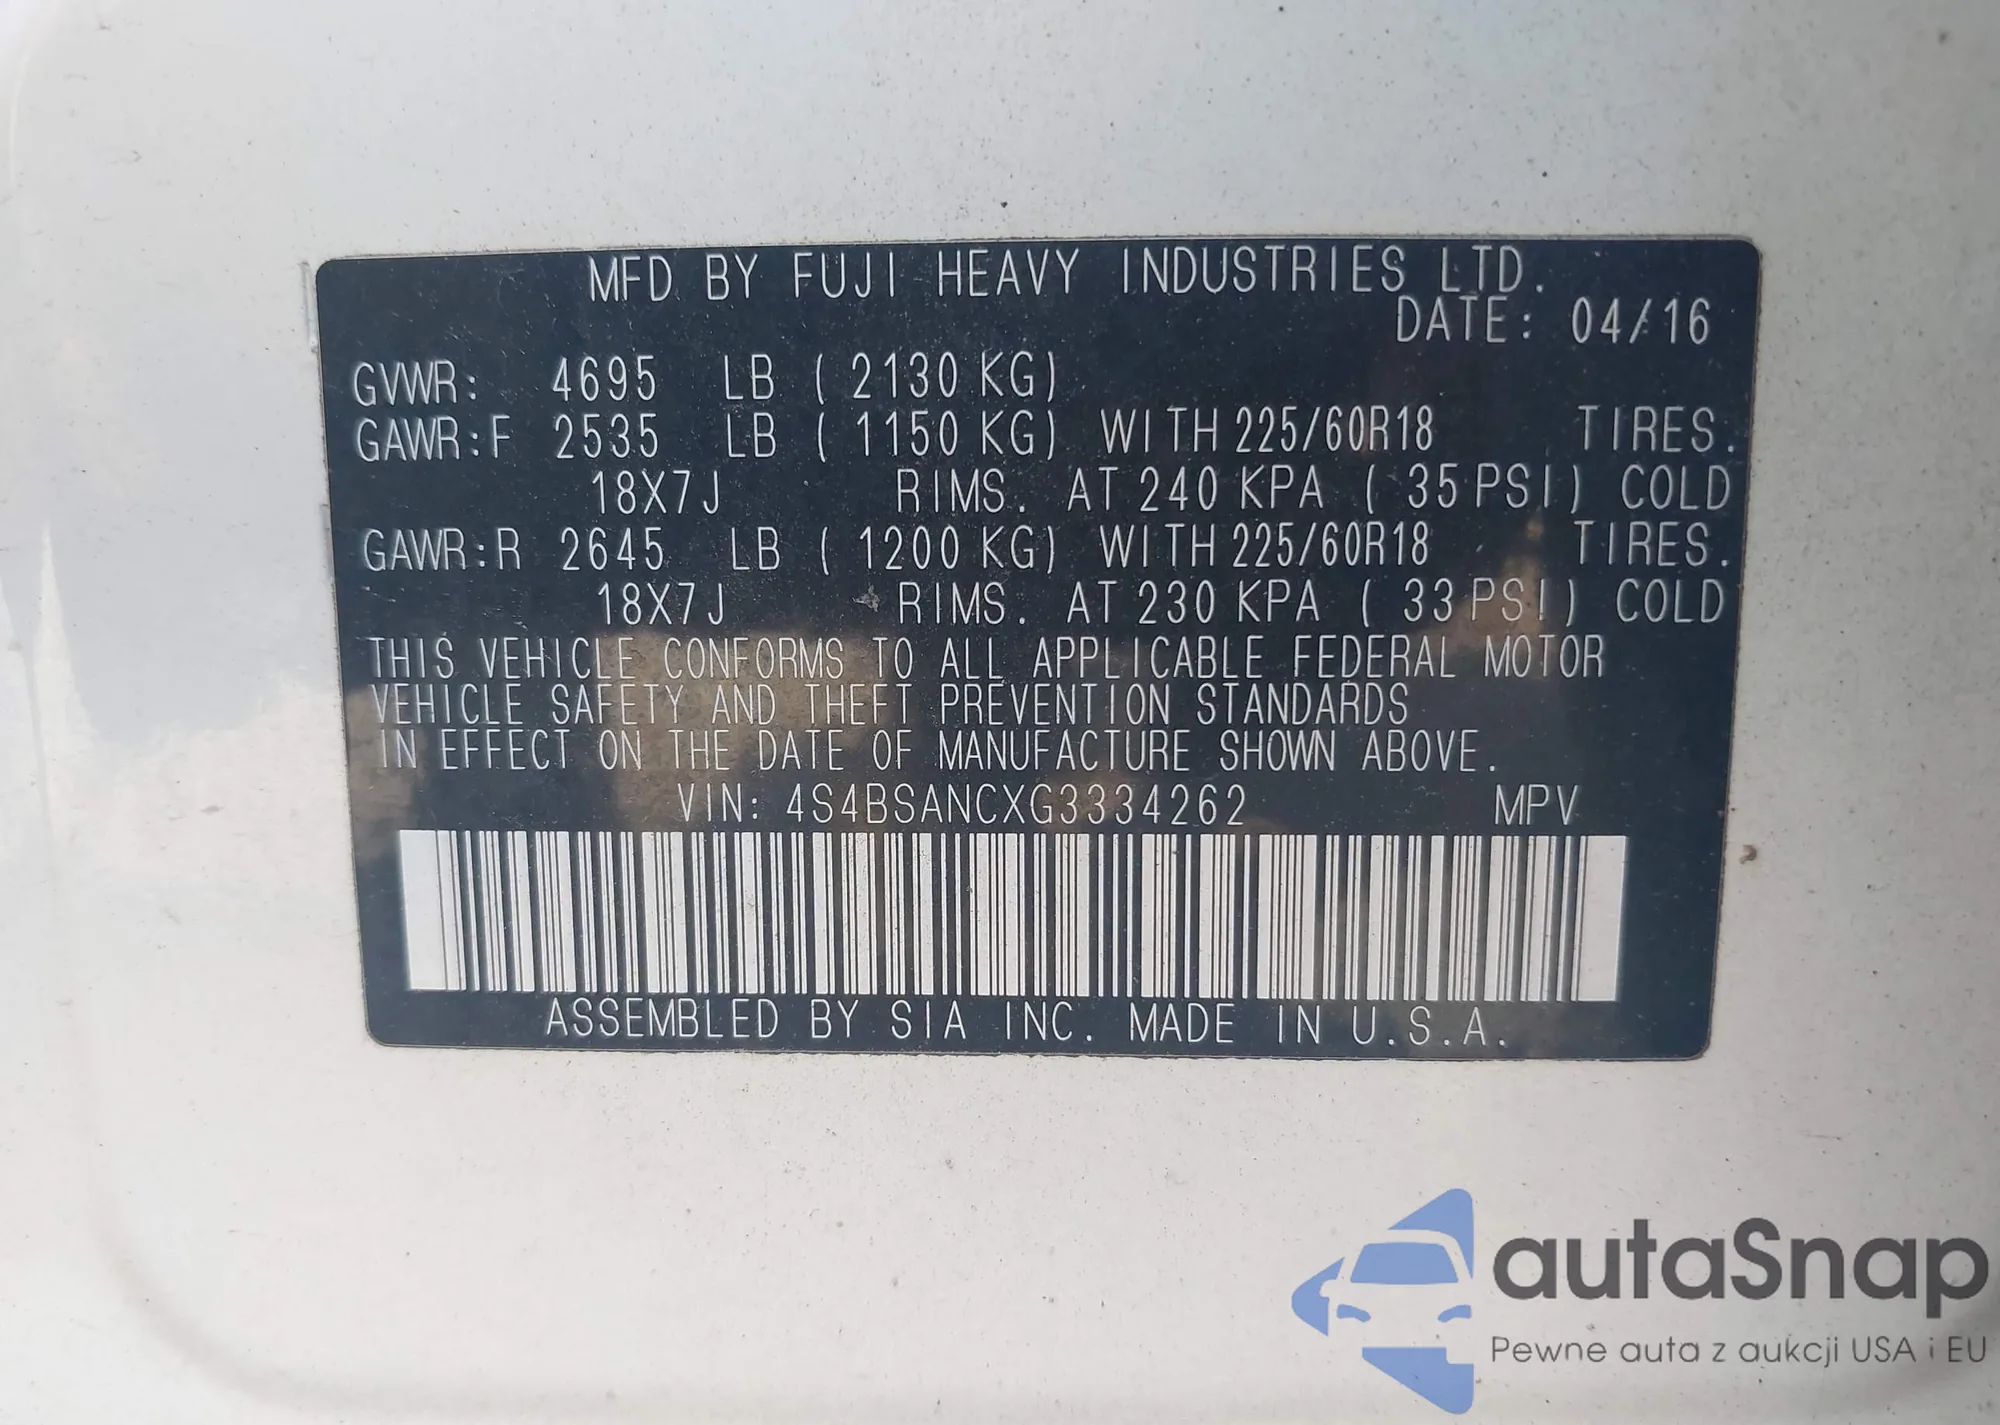 MFD BY FUJI HEAVY INDUSTRIES LTD.
DATE: 04/16
GVWR: 4695 LB ( 2130 KG)
GAWR:F 2535 LB ( 1150 KG) WITH 225/60R18 TIRES.
18X7J RIMS. AT 240 KPA ( 35 PSI) COLD
GAWR:R 2645 LB ( 1200 KG) WITH 225/60R18 TIRES.
18X7J RIMS. AT 230 KPA ( 33 PSI) COLD
THIS VEHICLE CONFORMS TO ALL APPLICABLE FEDERAL MOTOR
VEHICLE SAFETY AND THEFT PREVENTION STANDARDS
IN EFFECT ON THE DATE OF MANUFACTURE SHOWN ABOVE.
VIN: 4S4BSANCXG3334262 MPV
ASSEMBLED BY SIA INC. MADE IN U.S.A.
autaSnap
Pewne auta z aukcji USA i EU